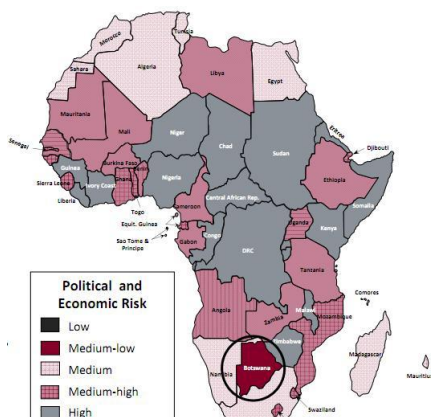 Tunisia
Morocco
Algeria
Libya
Egypt
Sahara
Mauritania
Mali
Niger
Chad
Sudan
Eritrea
Djibouti
Senegal
Burkina Faso
Guinea
Benin
Nigeria
Ethiopia
Sierra Leone
Ivory Coast
Ghana
Liberia
Central African Rep.
Somalia
Togo
Cameroon
Equit. Guinea
Uganda
Kenya
Sao Toma &
Principe
Gabon
Congo
DRC
Tansania
Comores
Angola
Malawi
Zambia
Mozambique
Zimbabwe
Madagascar
Mauritius
Namibia
Botswana
Swaziland
Political and
Economic Risk
Low
Medium-low
Medium
Medium-high
High